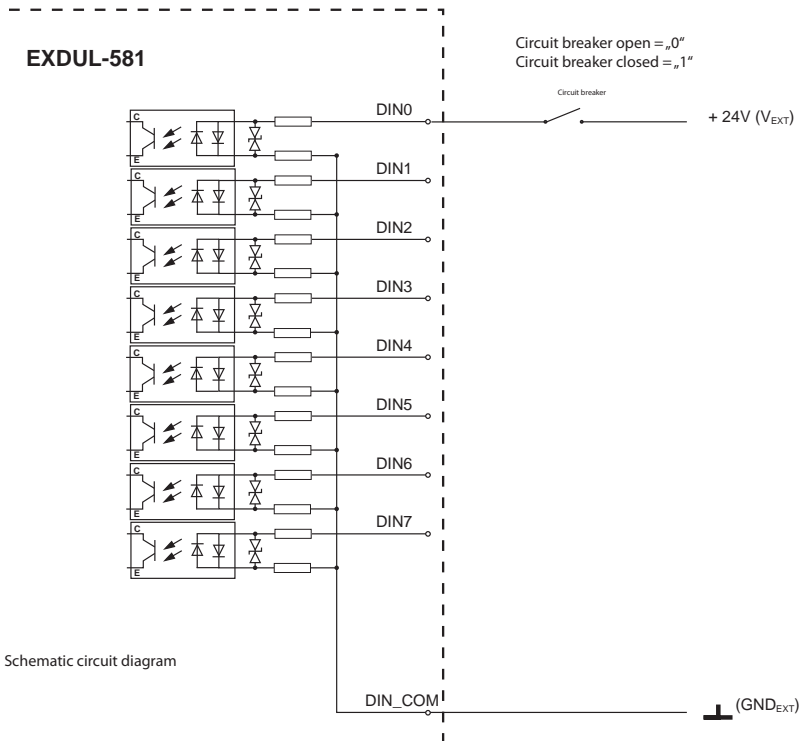 EXDUL-581
Circuit breaker open = „0“
Circuit breaker closed = „1“
Circuit breaker
+ 24V (VEXT)
C
E
DIN0
C
E
DIN1
C
E
DIN2
C
E
DIN3
C
E
DIN4
C
E
DIN5
C
E
DIN6
C
E
DIN7
Schematic circuit diagram
DIN_COM
(GNDEXT)